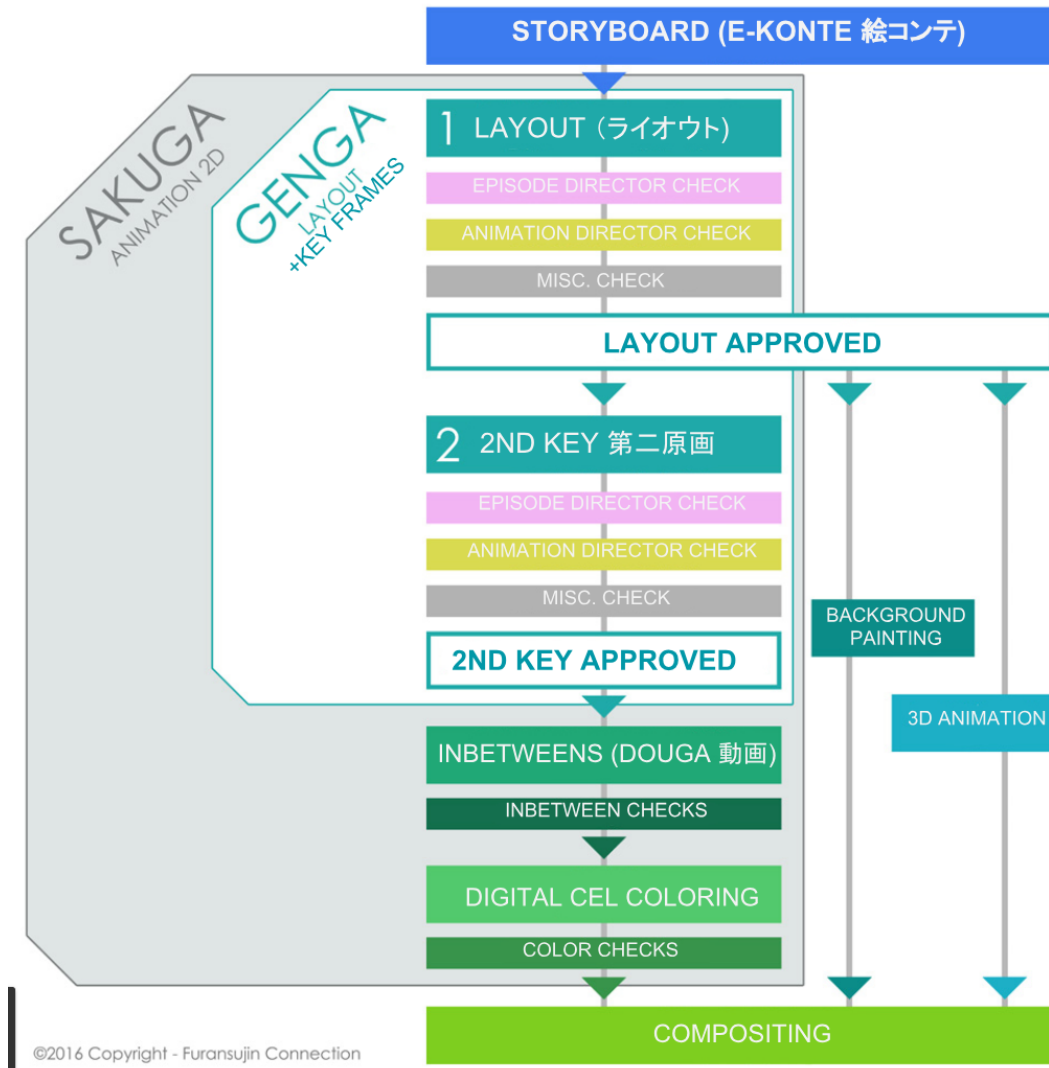 STORYBOARD (E-KONTE 絵コンテ)
SAKUGA
ANIMATION 2D
GENGA
LAYOUT
+KEY FRAMES
1 LAYOUT (ライオウト)
EPISODE DIRECTOR CHECK
ANIMATION DIRECTOR CHECK
MISC. CHECK
LAYOUT APPROVED
2 2ND KEY 第二原画
EPISODE DIRECTOR CHECK
ANIMATION DIRECTOR CHECK
MISC. CHECK
2ND KEY APPROVED
BACKGROUND
PAINTING
3D ANIMATION
INBETWEENS (DOUGA 動画)
INBETWEEN CHECKS
DIGITAL CEL COLORING
COLOR CHECKS
COMPOSITING
©2016 Copyright - Furansujin Connection